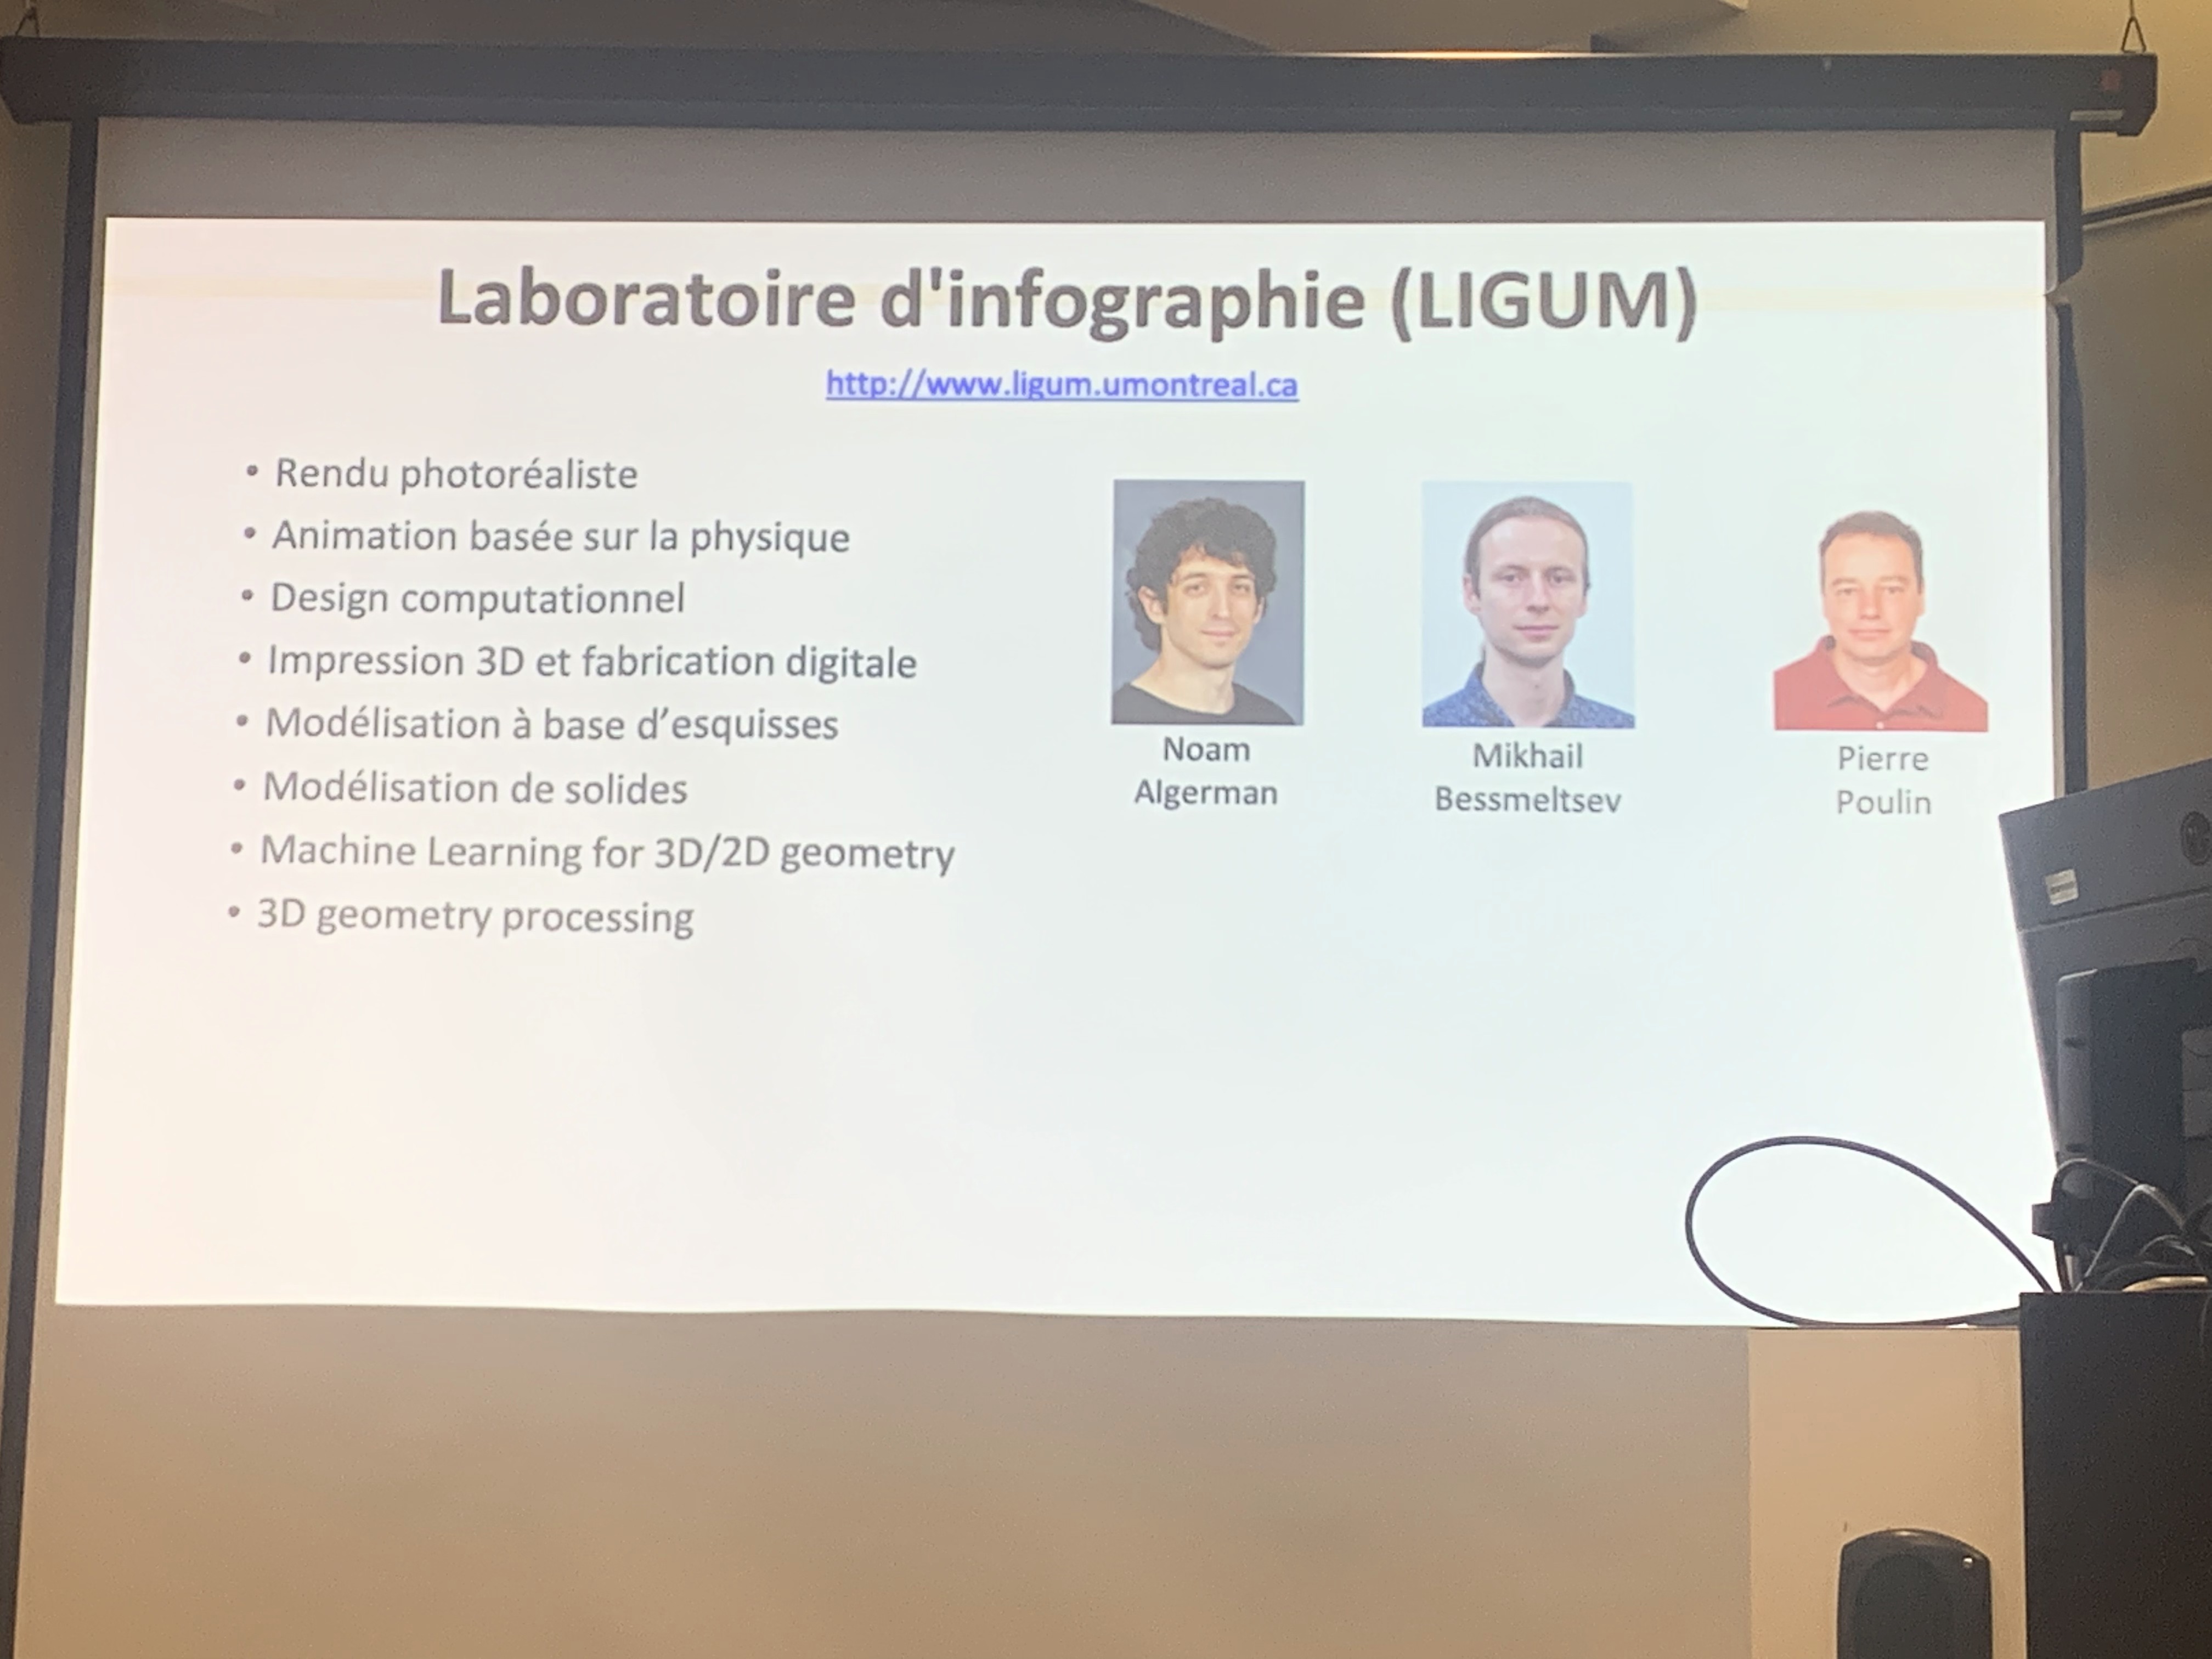 Laboratoire d'infographie (LIGUM)
http://www.ligum.umontreal.ca
• Rendu photoréaliste
• Animation basée sur la physique
• Design computationnel
• Impression 3D et fabrication digitale
• Modélisation à base d’esquisses
• Modélisation de solides
• Machine Learning for 3D/2D geometry
• 3D geometry processing
Noam
Algerman
Mikhail
Bessmeltsev
Pierre
Poulin